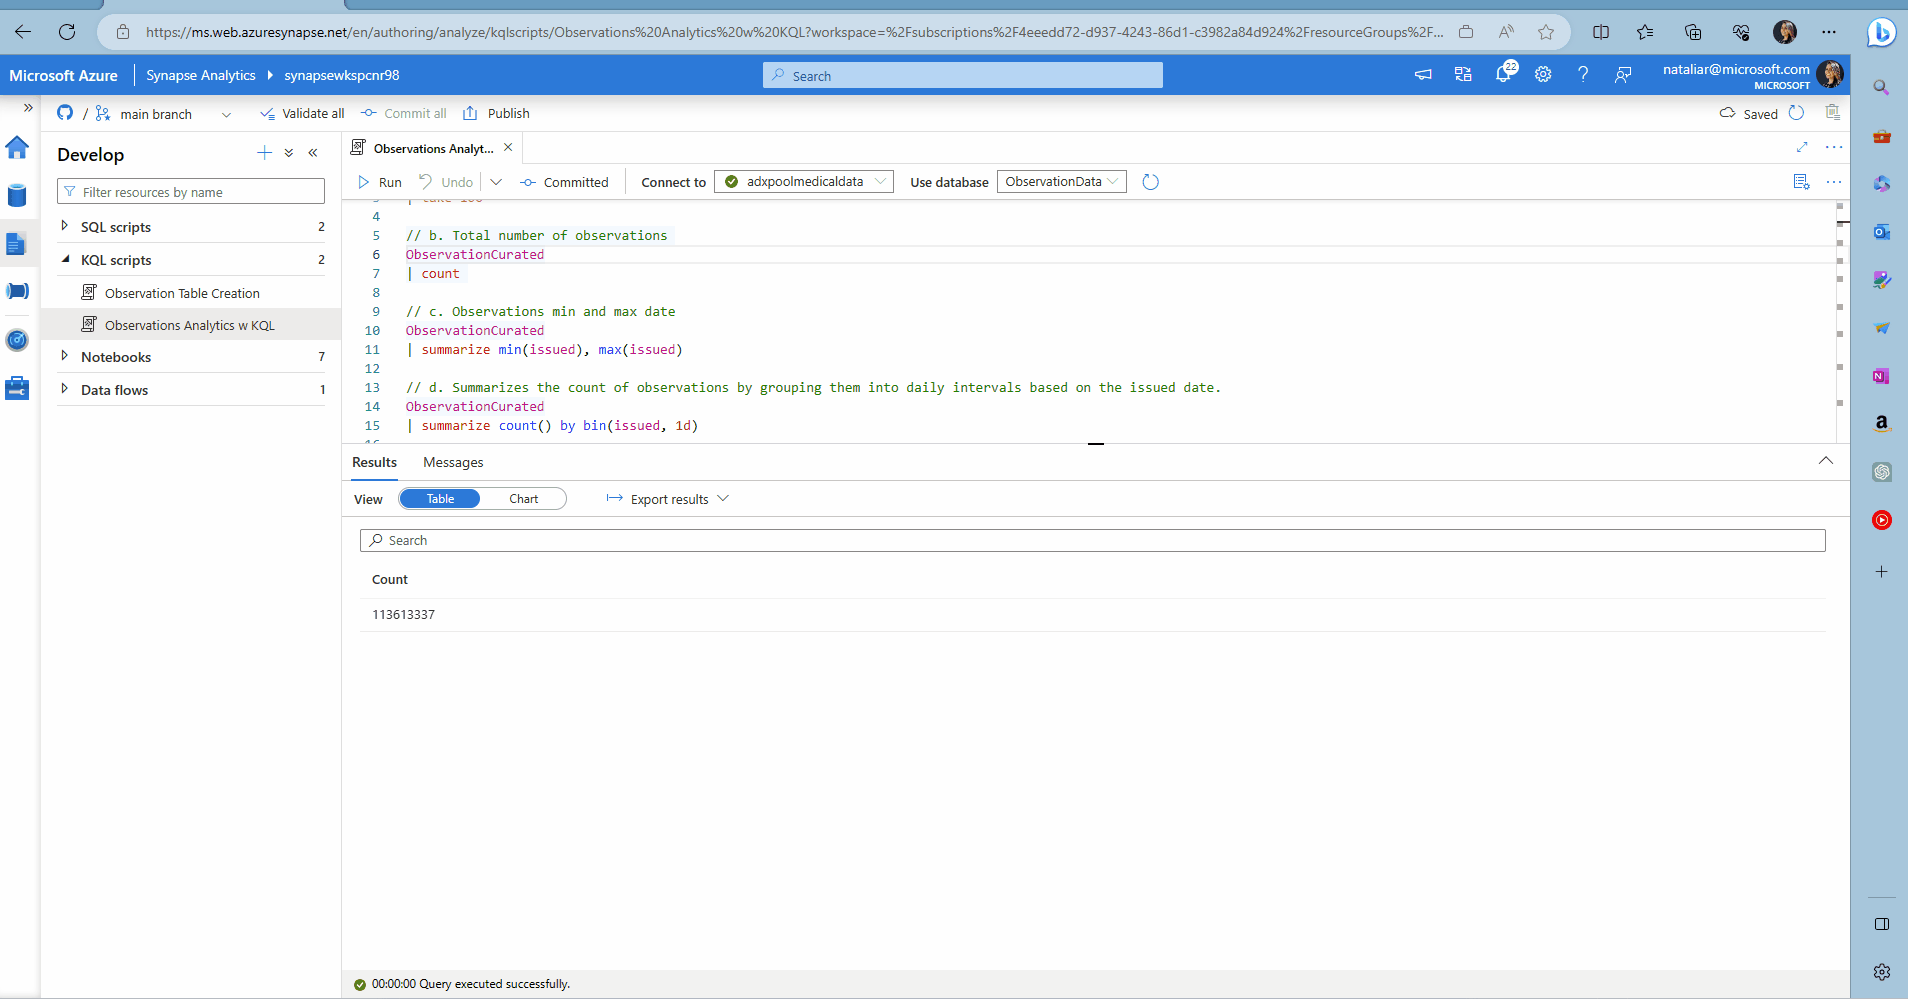 https://ms.web.azuresynapse.net/en/authoring/analyze/kqlscripts/Observations%20Analytics%20w%20KQL?workspace=%2Fsubscriptions%2F4eeedd72-d937-4243-86d1-c3982a84d924%2FresourceGroups%2F...
Microsoft Azure Synapse Analytics synapsewkspcnr98 Search 22 nataliar@microsoft.com
MICROSOFT
/ main branch Validate all Commit all Publish Saved
Develop
Filter resources by name
SQL scripts 2
KQL scripts 2
Observation Table Creation
Observations Analytics w KQL
Notebooks 7
Data flows 1
Observations Analyt...
Run Undo Committed Connect to adxpoolmedicaldata Use database ObservationData
4
5 // b. Total number of observations
6 ObservationCurated
7 | count
8
9 // c. Observations min and max date
10 ObservationCurated
11 | summarize min(issued), max(issued)
12
13 // d. Summarizes the count of observations by grouping them into daily intervals based on the issued date.
14 ObservationCurated
15 | summarize count() by bin(issued, 1d)
Results Messages
View Table Chart Export results
Search
Count
113613337
00:00:00 Query executed successfully.